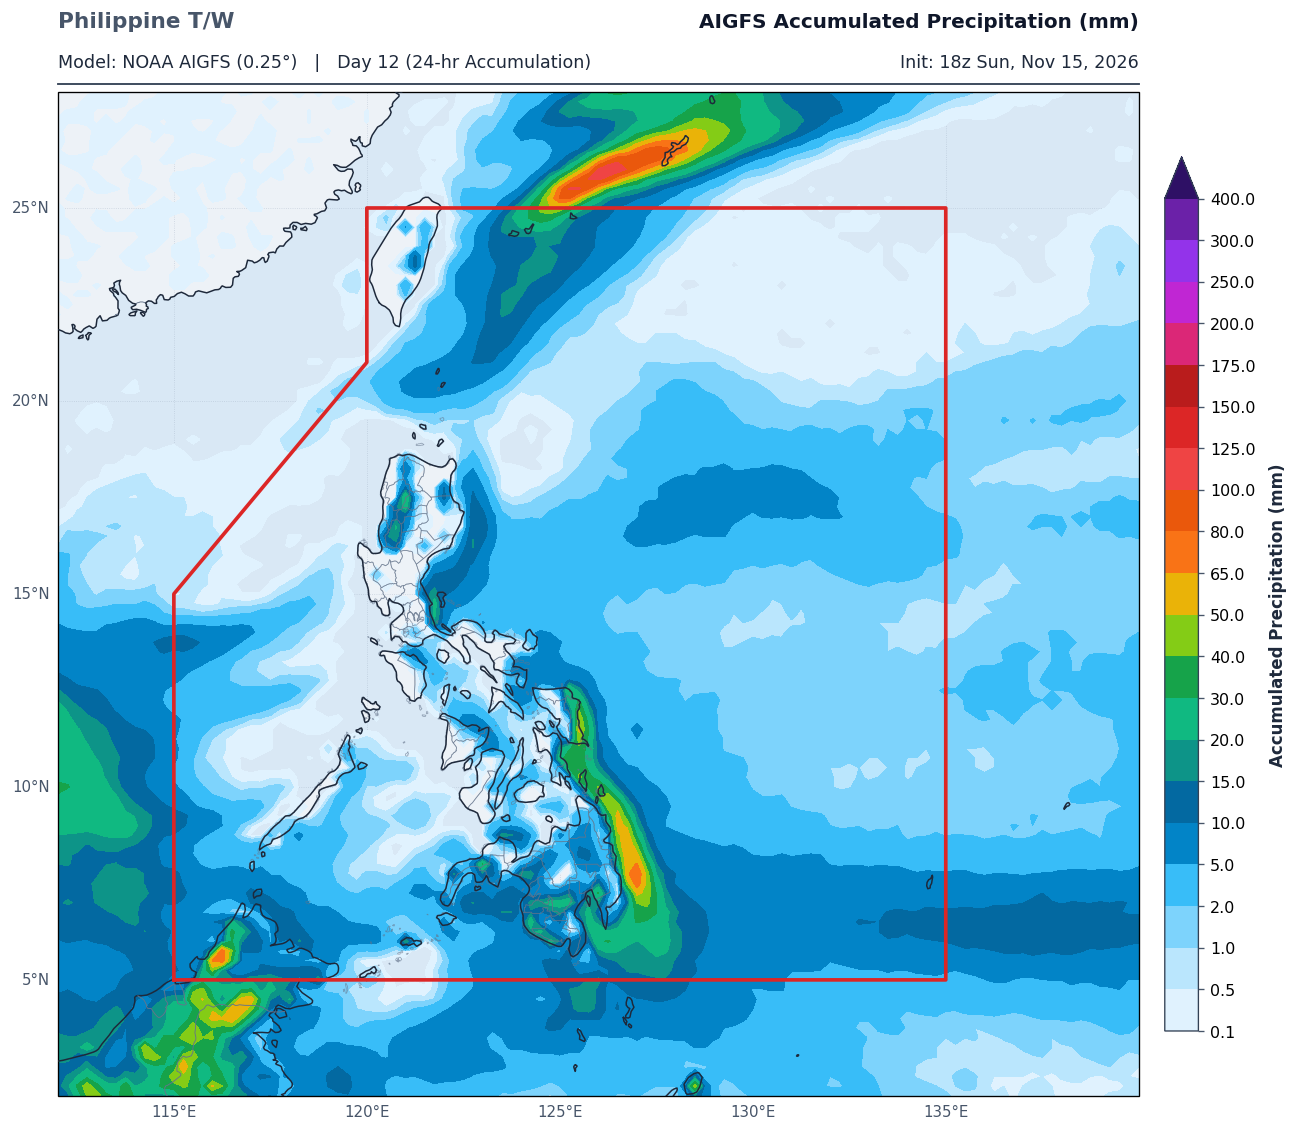 Philippine T/W
AIGFS Accumulated Precipitation (mm)
Model: NOAA AIGFS (0.25°) | Day 12 (24-hr Accumulation)
Init: 18z Sun, Nov 15, 2026
25°N
20°N
15°N
10°N
5°N
115°E
120°E
125°E
130°E
135°E
400.0
300.0
250.0
200.0
175.0
150.0
125.0
100.0
80.0
65.0
50.0
40.0
30.0
20.0
15.0
10.0
5.0
2.0
1.0
0.5
0.1
Accumulated Precipitation (mm)